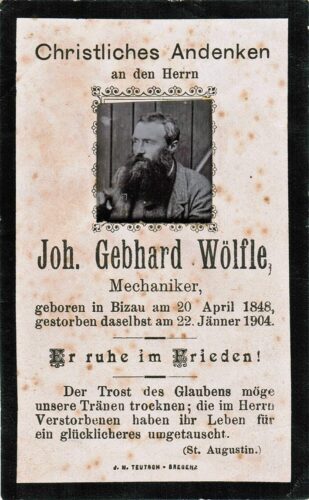 Christliches Andenken
an den Herrn
Joh. Gebhard Wölfle,
Mechaniker,
geboren in Bizau am 20 April 1848,
gestorben daselbst am 22. Jänner 1904.
Er ruhe im Frieden!
Der Trost des Glaubens möge
unsere Tränen trocknen; die im Herrn
Verstorbenen haben ihr Leben für
ein glücklicheres umgetauscht.
(St. Augustin.)
J. N. TEUTSCH - BREGENZ